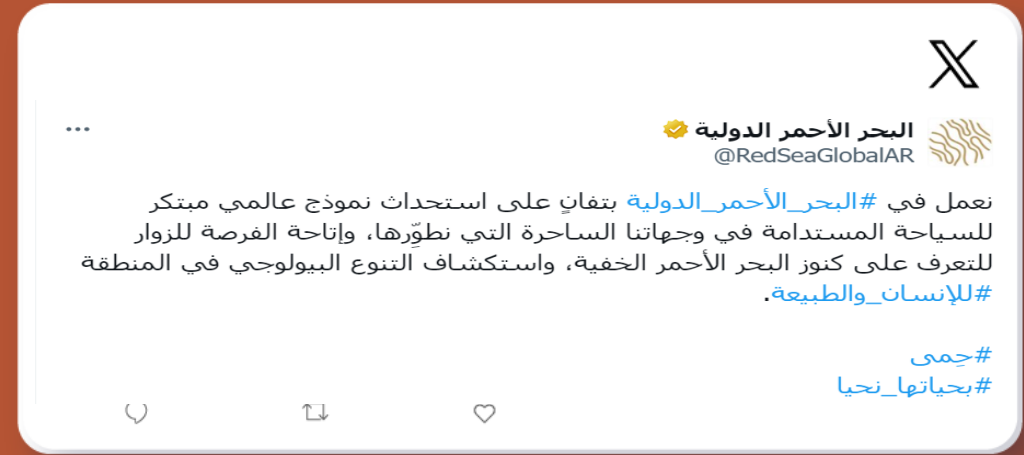 البحر الأحمر الدولية
@RedSeaGlobalAR
نعمل في #البحر_الأحمر_الدولية بتفانٍ على استحداث نموذج عالمي مبتكر
للسياحة المستدامة في وجهاتنا الساحرة التي نطوِّرها، وإتاحة الفرصة للزوار
للتعرف على كنوز البحر الأحمر الخفية، واستكشاف التنوع البيولوجي في المنطقة
#للإنسان_والطبيعة.
#حِمى
#بحياتها_نحيا